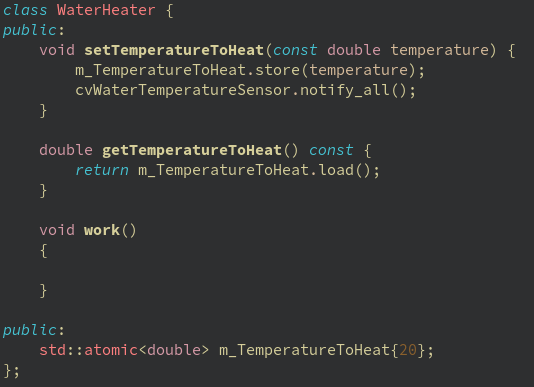 class WaterHeater {
public:
    void setTemperatureToHeat(const double temperature) {
        m_TemperatureToHeat.store(temperature);
        cvWaterTemperatureSensor.notify_all();
    }

    double getTemperatureToHeat() const {
        return m_TemperatureToHeat.load();
    }

    void work()
    {

    }

public:
    std::atomic<double> m_TemperatureToHeat{20};
};